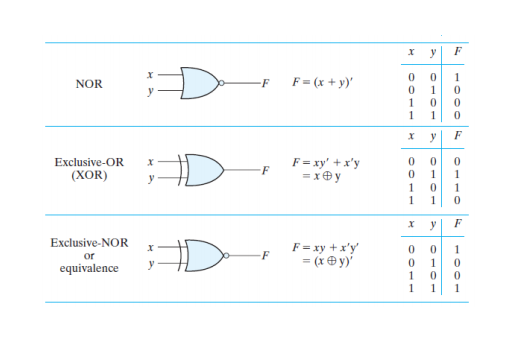 x y F
NOR x y F F = (x + y)′
0 0 1
0 1 0
1 0 0
1 1 0
x y F
Exclusive-OR (XOR) x y F F = xy′ + x′y
= x ⊕ y
0 0 0
0 1 1
1 0 1
1 1 0
x y F
Exclusive-NOR
or
equivalence
x y F F = xy + x′y′
= (x ⊕ y)′
0 0 1
0 1 0
1 0 0
1 1 1